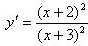 y' = (x+2)² / (x+3)²